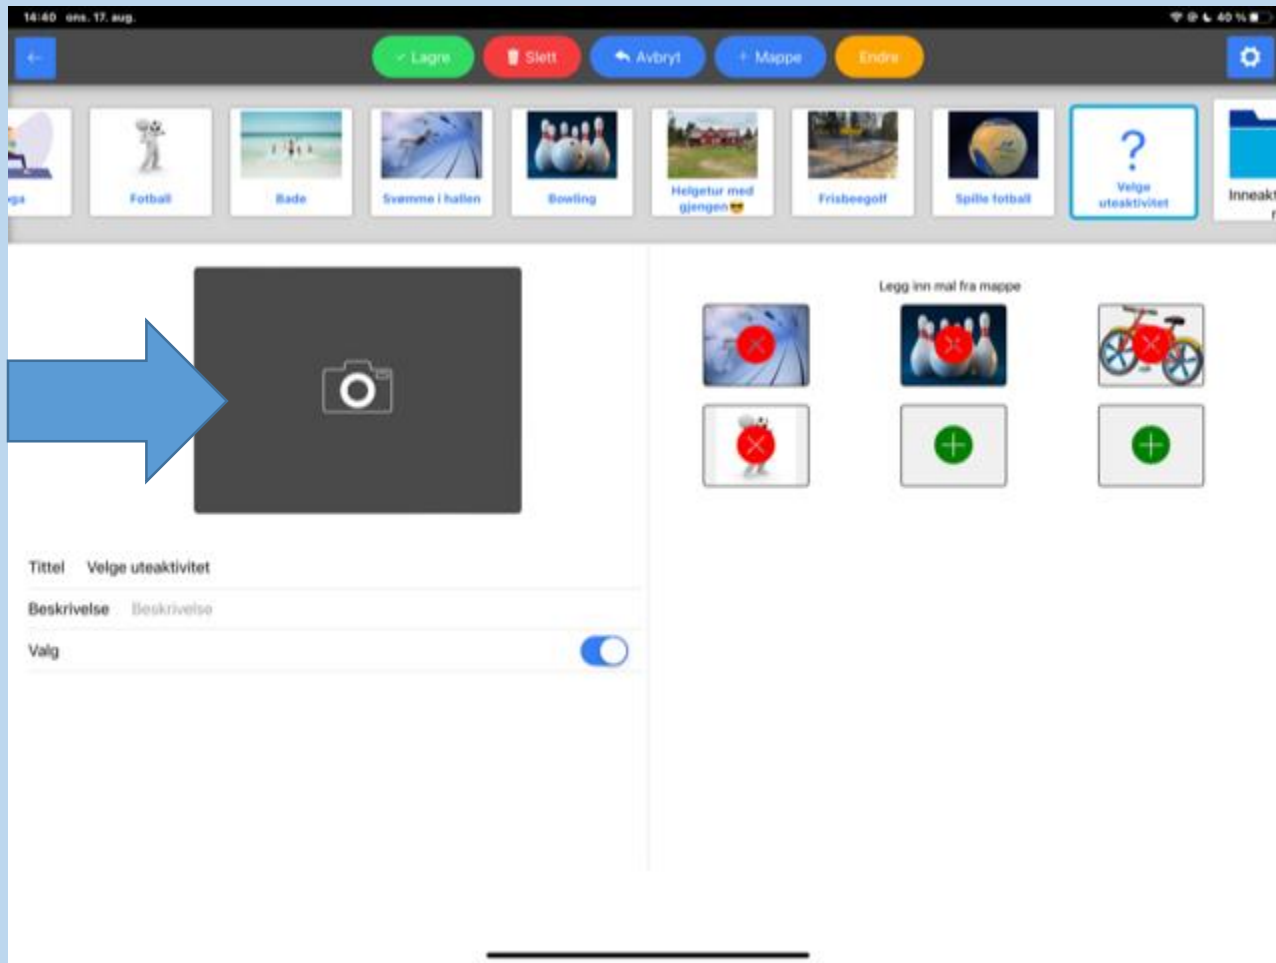 14:40 ons. 17. aug.
40 %
Lagre
Slett
Avbryt
+ Mappe
Endre
Fotball
Bade
Svømme i hallen
Bowling
Helgetur med
gjengen😎
Frisbeegolf
Spille fotball
?
Velge
uteaktivitet
Legg inn mal fra mappe
Tittel Velge uteaktivitet
Beskrivelse Beskrivelse
Valg